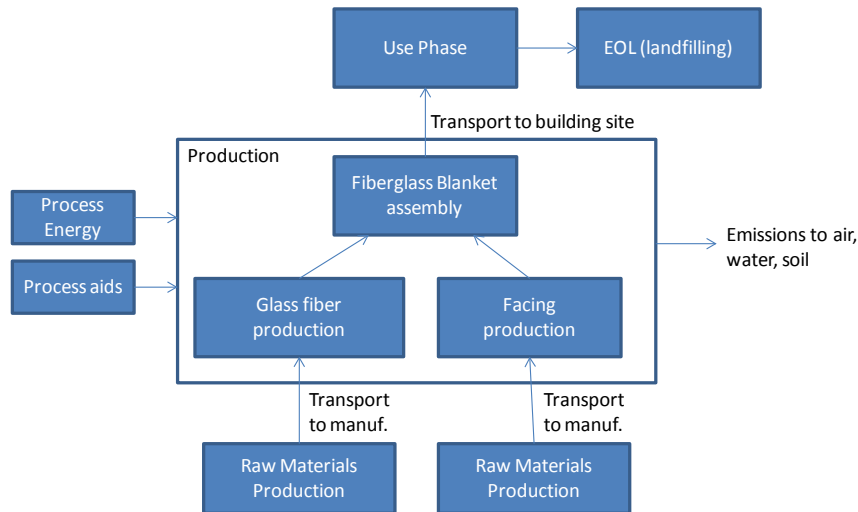 Use Phase
EOL (landfilling)
Transport to building site
Production
Fiberglass Blanket
assembly
Process
Energy
Process aids
Emissions to air,
water, soil
Glass fiber
production
Facing
production
Transport
to manuf.
Transport
to manuf.
Raw Materials
Production
Raw Materials
Production